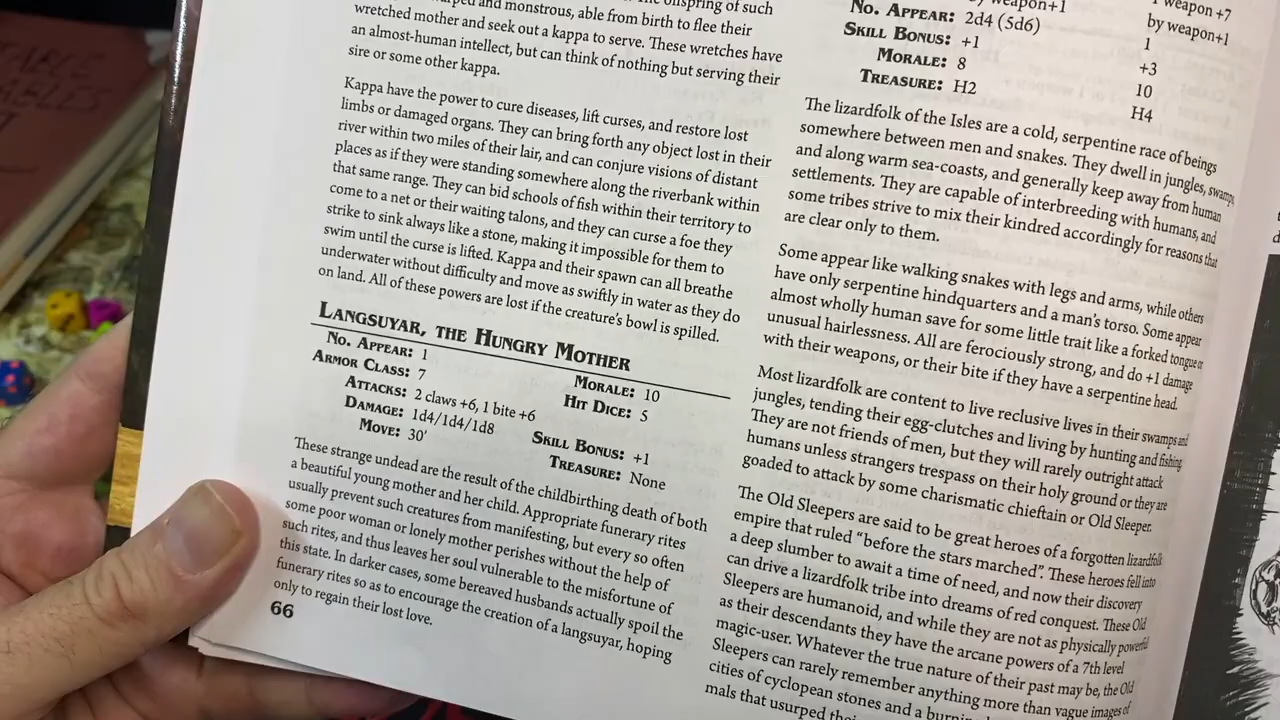 and monstrous, able from birth to flee their
wretched mother and seek out a kappa to serve. These wretches have
an almost-human intellect, but can think of nothing but serving their
sire or some other kappa.
Kappa have the power to cure diseases, lift curses, and restore lost
limbs or damaged organs. They can bring forth any object lost in their
river within two miles of their lair, and can conjure visions of distant
places as if they were standing somewhere along the riverbank within
that same range. They can bid schools of fish within their territory to
come to a net or their waiting talons, and they can curse a foe they
strike to sink always like a stone, making it impossible for them to
swim until the curse is lifted. Kappa and their spawn can all breathe
underwater without difficulty and move as swiftly in water as they do
on land. All of these powers are lost if the creature's bowl is spilled.
LANGSUYAR, THE HUNGRY MOTHER
NO. APPEAR: 1
ARMOR CLASS: 7
ATTACKS: 2 claws +6, 1 bite +6
DAMAGE: 1d4/1d4/1d8
MOVE: 30'
MORALE: 10
HIT DICE: 5
SKILL BONUS: +1
TREASURE: None
These strange undead are the result of the childbirthing death of both
a beautiful young mother and her child. Appropriate funerary rites
usually prevent such creatures from manifesting, but every so often
some poor woman or lonely mother perishes without the help of
such rites, and thus leaves her soul vulnerable to the misfortune of
this state. In darker cases, some bereaved husbands actually spoil the
funerary rites so as to encourage the creation of a langsuyar, hoping
only to regain their lost love.
66
weapon+1 weapon +7
NO. APPEAR: 2d4 (5d6) by weapon+1
SKILL BONUS: +1 1
MORALE: 8 +3
TREASURE: H2 10
H4
The lizardfolk of the Isles are a cold, serpentine race of beings
somewhere between men and snakes. They dwell in jungles, swamps
and along warm sea-coasts, and generally keep away from human
settlements. They are capable of interbreeding with humans, and
some tribes strive to mix their kindred accordingly for reasons that
are clear only to them.
Some appear like walking snakes with legs and arms, while others
have only serpentine hindquarters and a man's torso. Some appear
almost wholly human save for some little trait like a forked tongue or
unusual hairlessness. All are ferociously strong, and do +1 damage
with their weapons, or their bite if they have a serpentine head.
Most lizardfolk are content to live reclusive lives in their swamps and
jungles, tending their egg-clutches and living by hunting and fishing.
They are not friends of men, but they will rarely outright attack
humans unless strangers trespass on their holy ground or they are
goaded to attack by some charismatic chieftain or Old Sleeper.
The Old Sleepers are said to be great heroes of a forgotten lizardfolk
empire that ruled "before the stars marched". These heroes fell into
a deep slumber to await a time of need, and now their discovery
can drive a lizardfolk tribe into dreams of red conquest. These Old
Sleepers are humanoid, and while they are not as physically powerful
as their descendants they have the arcane powers of a 7th level
magic-user. Whatever the true nature of their past may be, the Old
Sleepers can rarely remember anything more than vague images of
cities of cyclopean stones and a
mals that usurped